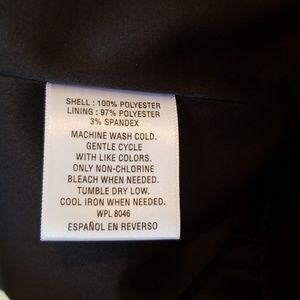 SHELL : 100% POLYESTER
LINING : 97% POLYESTER
3% SPANDEX
MACHINE WASH COLD.
GENTLE CYCLE
WITH LIKE COLORS.
ONLY NON-CHLORINE
BLEACH WHEN NEEDED.
TUMBLE DRY LOW.
COOL IRON WHEN NEEDED.
WPL 8046
ESPAÑOL EN REVERSO